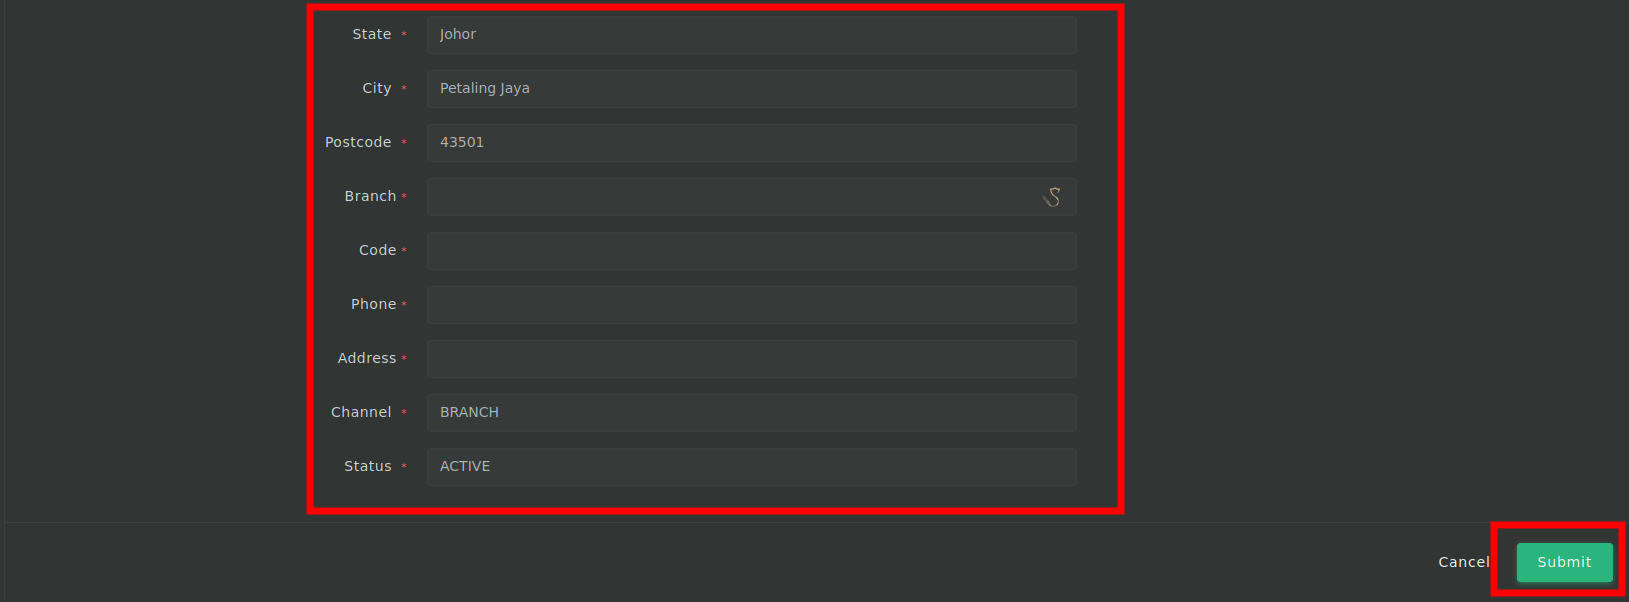 State * Johor
City * Petaling Jaya
Postcode * 43501
Branch *
Code *
Phone *
Address *
Channel * BRANCH
Status * ACTIVE
Cancel Submit